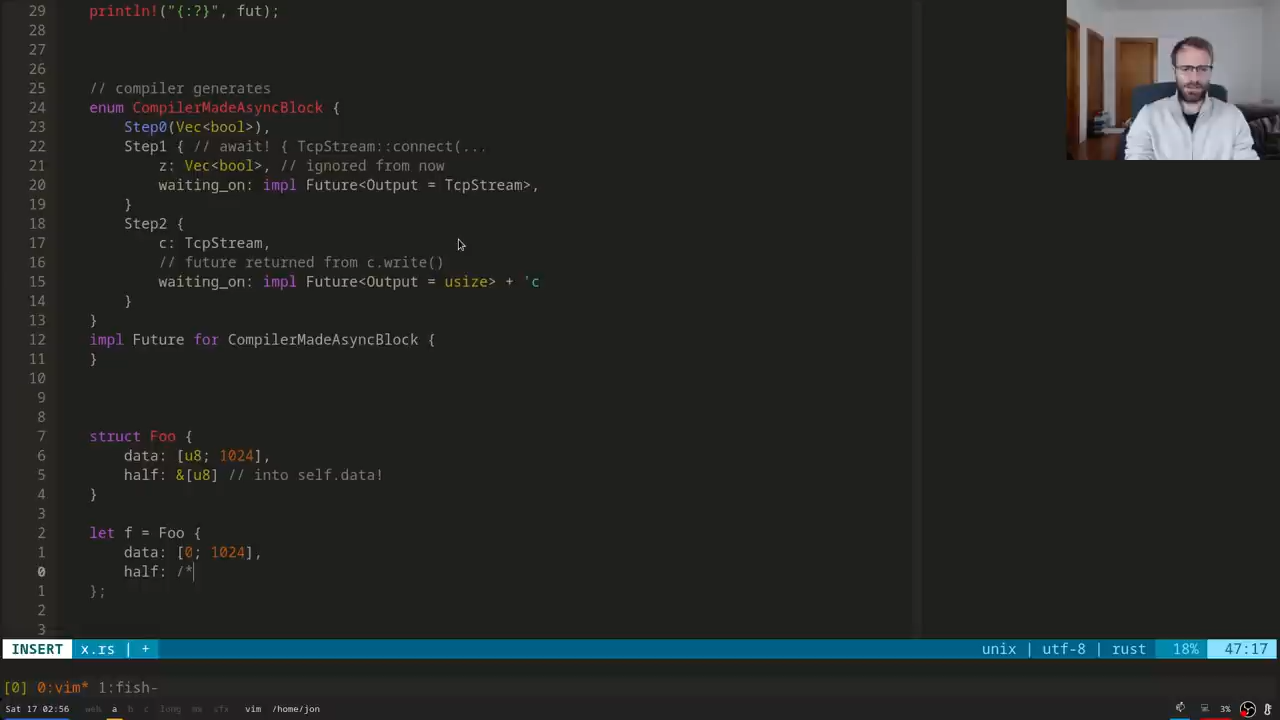 29 println!("{:?}", fut);
28
27
26
25 // compiler generates
24 enum CompilerMadeAsyncBlock {
23 Step0(Vec<bool>),
22 Step1 { // await! { TcpStream::connect(...
21 z: Vec<bool>, // ignored from now
20 waiting_on: impl Future<Output = TcpStream>,
19 }
18 Step2 {
17 c: TcpStream,
16 // future returned from c.write()
15 waiting_on: impl Future<Output = usize> + 'c
14 }
13 }
12 impl Future for CompilerMadeAsyncBlock {
11 }
10
9
8
7 struct Foo {
6 data: [u8; 1024],
5 half: &[u8] // into self.data!
4 }
3
2 let f = Foo {
1 data: [0; 1024],
0 half: /*
1 };
2
3
INSERT x.rs | + unix | utf-8 | rust 18% 47:17
[0] 0:vim* 1:fish-
Sat 17 02:56 web a b c long mm sfx vim /home/jon 3%